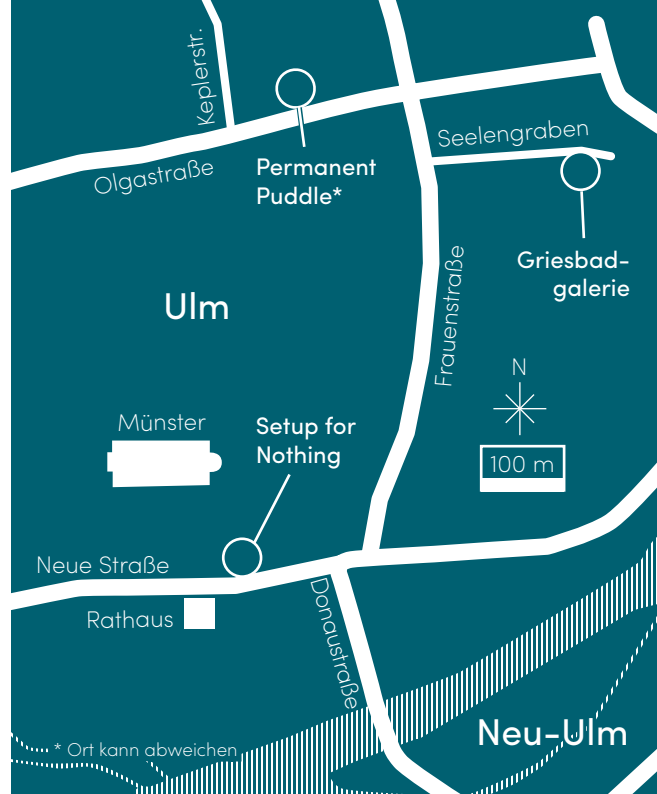 Keplerstr.
Seelengraben
Olgastraße
Permanent
Puddle*
Griesbad-
galerie
Ulm
Frauenstraße
N
Münster
Setup for
Nothing
100 m
Neue Straße
Rathaus
Donaustraße
Neu-Ulm
* Ort kann abweichen